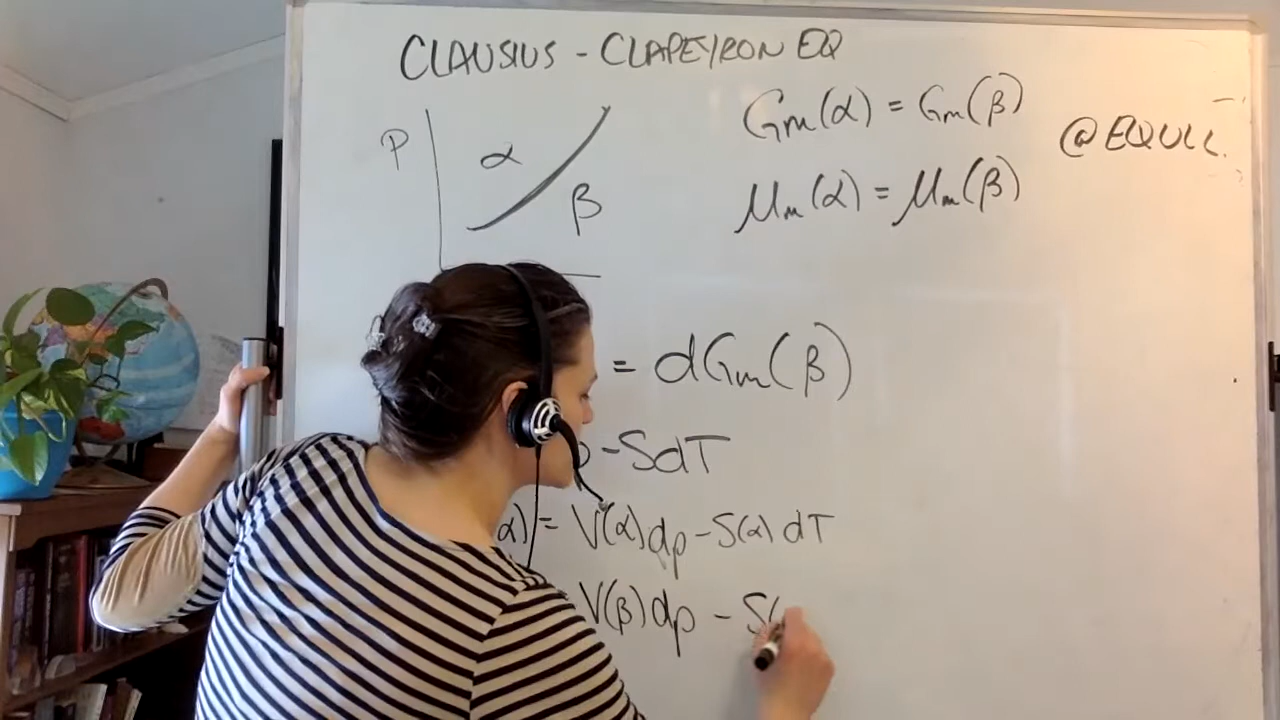 CLAUSIUS - CLAPEYRON EQ
P
α
β
Gm(α) = Gm(β)
@EQUIL.
μm(α) = μm(β)
= dGm(β)
p - SdT
α) = V(α)dp - S(α)dT
V(β)dp - S(